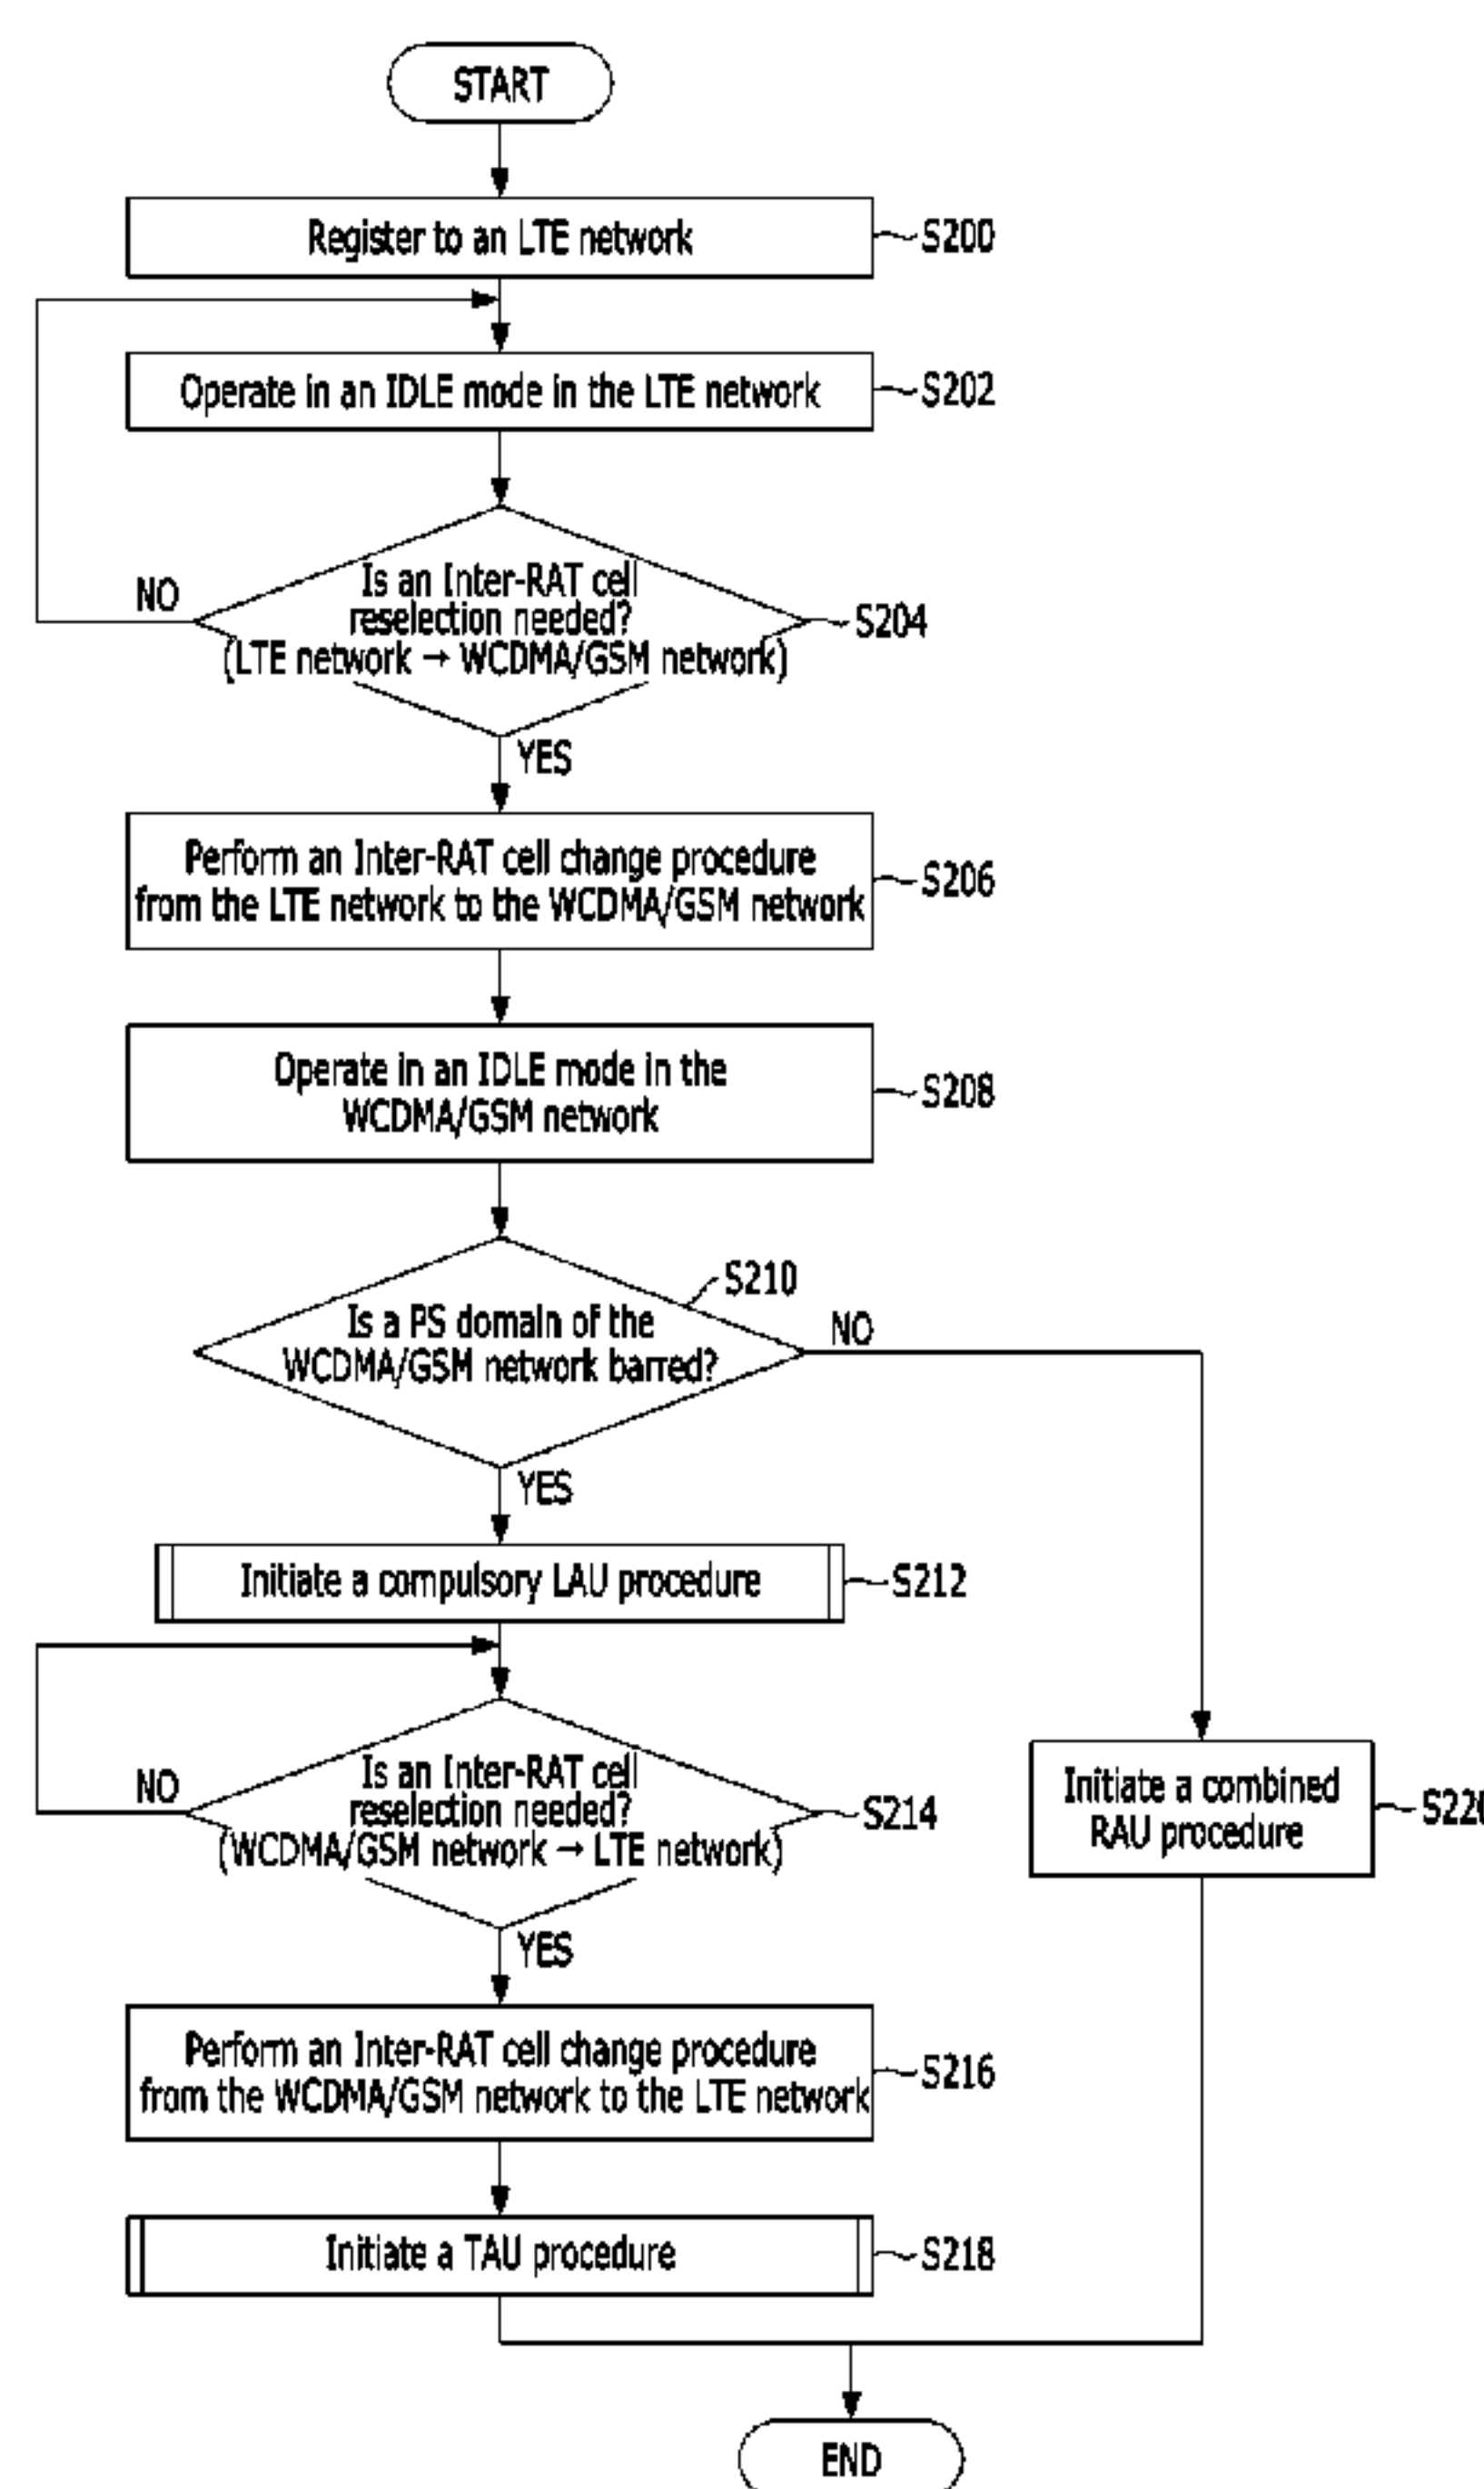 START
Register to an LTE network
S200
Operate in an IDLE mode in the LTE network
S202
Is an Inter-RAT cell
reselection needed?
(LTE network → WCDMA/GSM network)
NO
S204
YES
Perform an Inter-RAT cell change procedure
from the LTE network to the WCDMA/GSM network
S206
Operate in an IDLE mode in the
WCDMA/GSM network
S208
S210
Is a PS domain of the
WCDMA/GSM network barred?
NO
YES
Initiate a compulsory LAU procedure
S212
Is an Inter-RAT cell
reselection needed?
(WCDMA/GSM network → LTE network)
NO
S214
Initiate a combined
RAU procedure
YES
Perform an Inter-RAT cell change procedure
from the WCDMA/GSM network to the LTE network
S216
Initiate a TAU procedure
S218
END